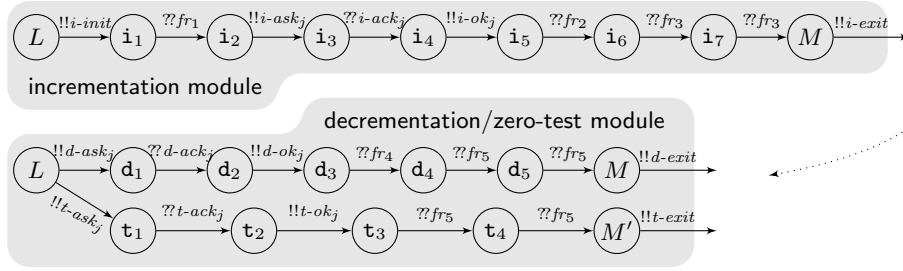 !!i-init ??fr₁ !!i-askⱼ ??i-ackⱼ !!i-okⱼ ??fr₂ ??fr₃ ??fr₃ !!i-exit
L i₁ i₂ i₃ i₄ i₅ i₆ i₇ M
incrementation module
decrementation/zero-test module
!!d-askⱼ ??d-ackⱼ !!d-okⱼ ??fr₄ ??fr₅ ??fr₅ !!d-exit
L d₁ d₂ d₃ d₄ d₅ M
!!t-askⱼ ??t-ackⱼ !!t-okⱼ ??fr₅ ??fr₅ !!t-exit
t₁ t₂ t₃ t₄ M′